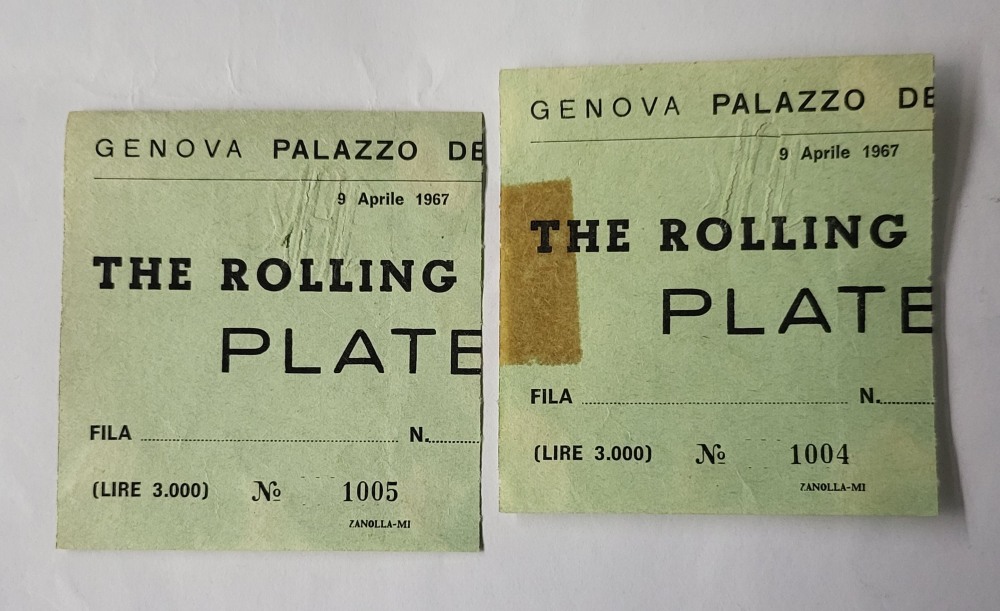 GENOVA PALAZZO DE
9 Aprile 1967
THE ROLLING
PLATE
FILA ........................ N.........
(LIRE 3.000) № 1005
ZANOLLA-MI
GENOVA PALAZZO DE
9 Aprile 1967
THE ROLLING
PLATE
FILA ........................ N.........
(LIRE 3.000) № 1004
ZANOLLA-MI